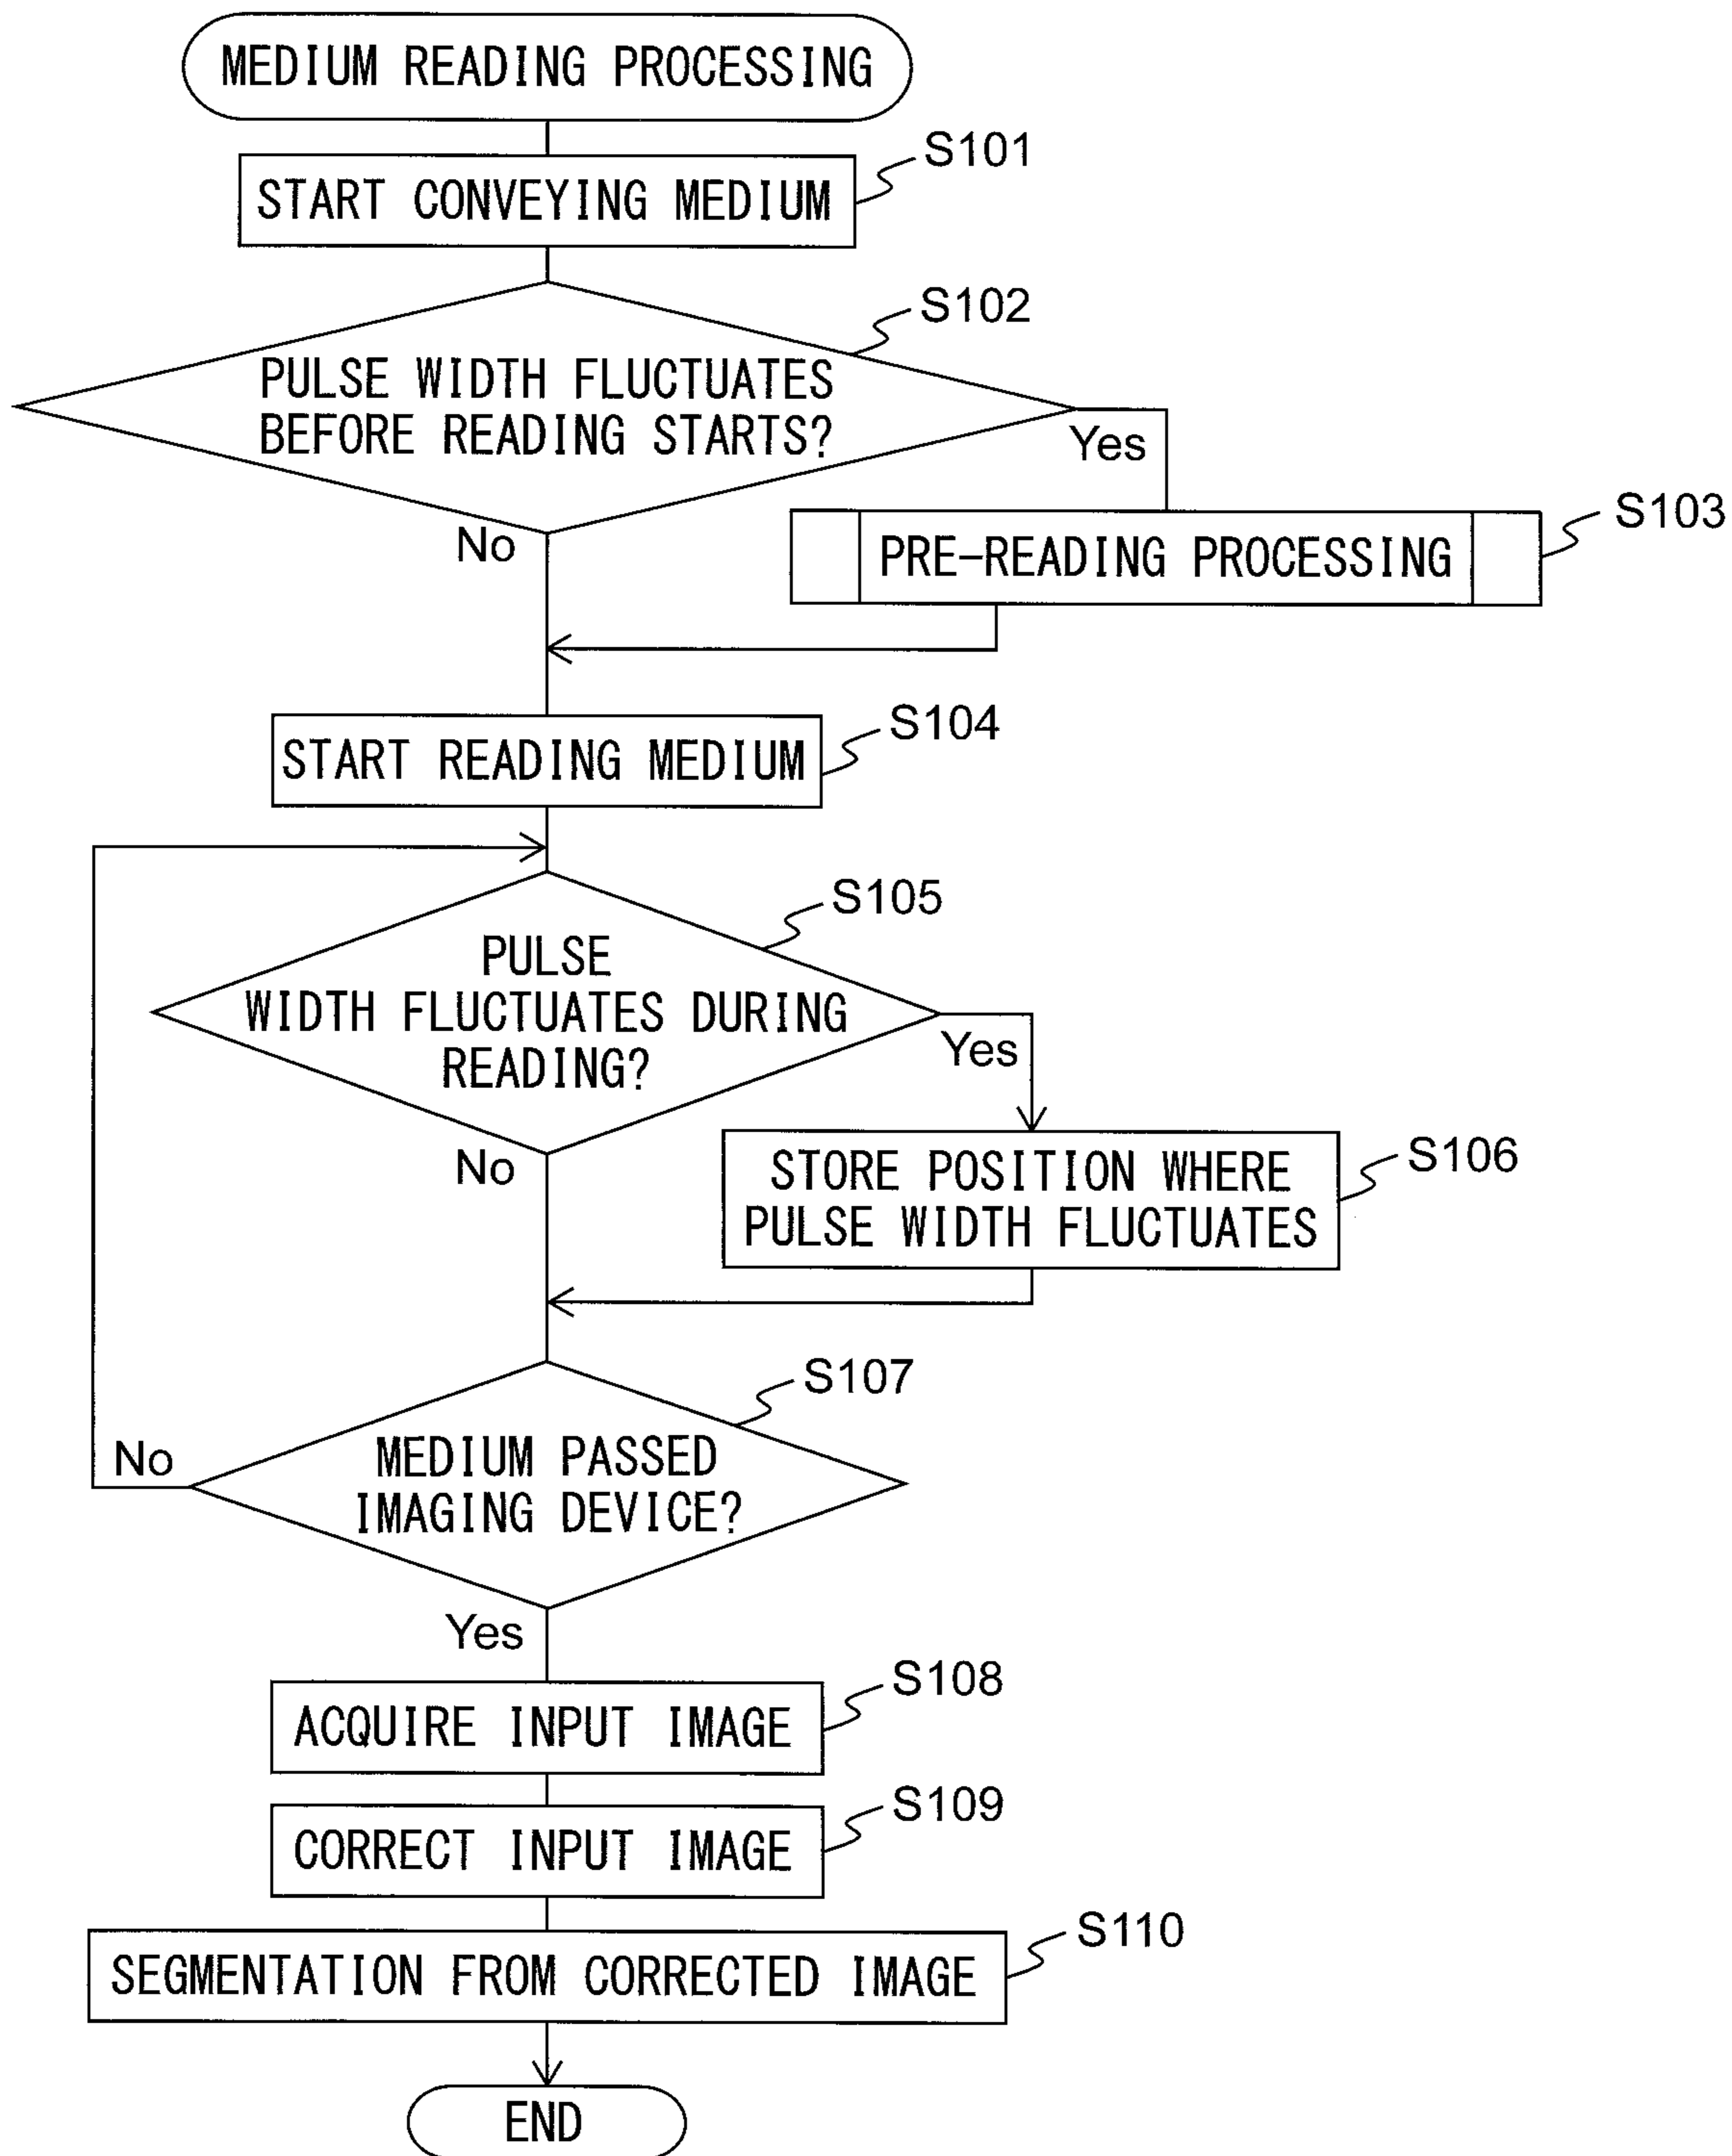 MEDIUM READING PROCESSING
S101
START CONVEYING MEDIUM
S102
PULSE WIDTH FLUCTUATES
BEFORE READING STARTS?
Yes
No
S103
PRE-READING PROCESSING
S104
START READING MEDIUM
S105
PULSE
WIDTH FLUCTUATES DURING
READING?
Yes
No
S106
STORE POSITION WHERE
PULSE WIDTH FLUCTUATES
S107
MEDIUM PASSED
IMAGING DEVICE?
No
Yes
S108
ACQUIRE INPUT IMAGE
S109
CORRECT INPUT IMAGE
S110
SEGMENTATION FROM CORRECTED IMAGE
END